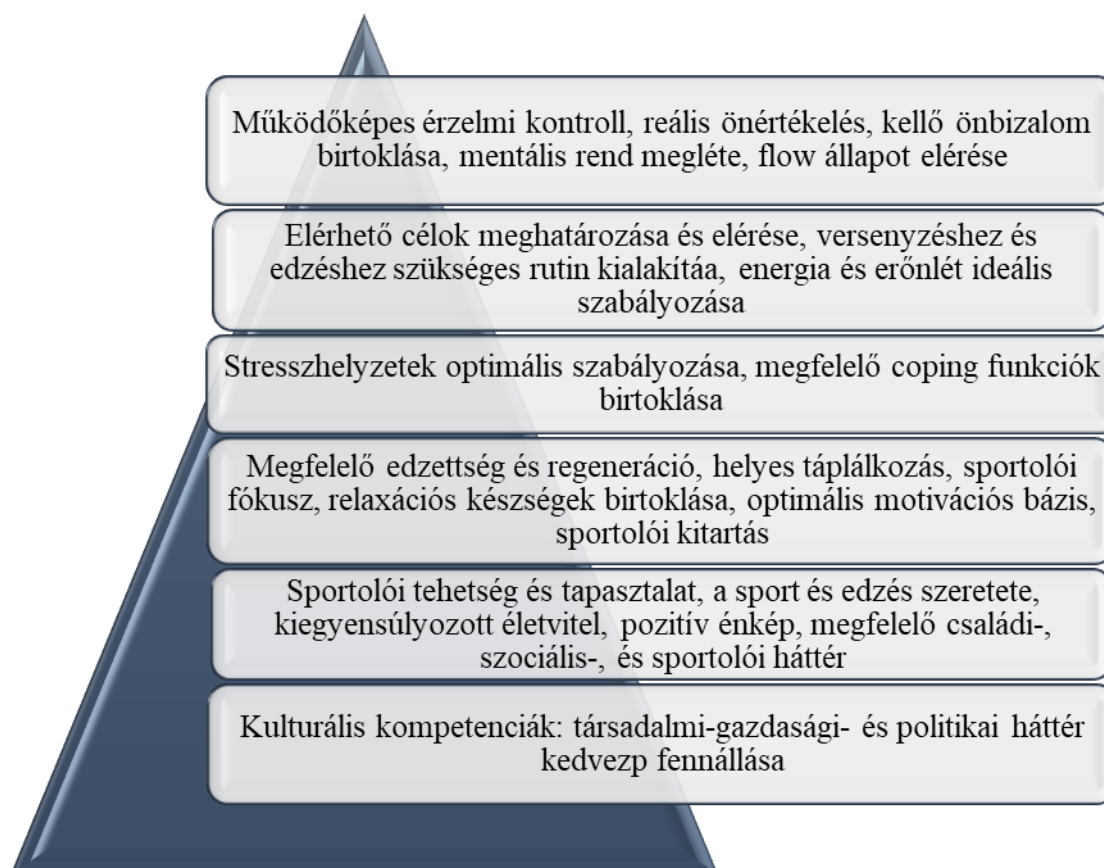 Működőképes érzelmi kontroll, reális önértékelés, kellő önbizalom
birtoklása, mentális rend megléte, flow állapot elérése
Elérhető célok meghatározása és elérése, versenyzéshez és
edzéshez szükséges rutin kialakítáa, energia és erőnlét ideális
szabályozása
Stresszhelyzetek optimális szabályozása, megfelelő coping funkciók
birtoklása
Megfelelő edzettség és regeneráció, helyes táplálkozás, sportolói
fókusz, relaxációs készségek birtoklása, optimális motivációs bázis,
sportolói kitartás
Sportolói tehetség és tapasztalat, a sport és edzés szeretete,
kiegyensúlyozott életvitel, pozitív énkép, megfelelő családi-,
szociális-, és sportolói háttér
Kulturális kompetenciák: társadalmi-gazdasági- és politikai háttér
kedvezp fennállása